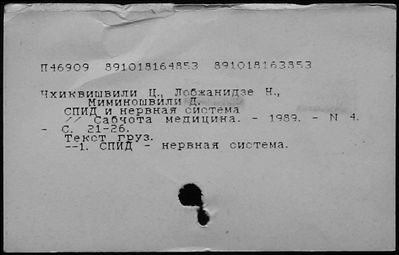 П46909 891018164853 891018163853
Чхиквишвили Ц., Лобжанидзе Н.,
Миминошвили Д.
СПИД и нервная система
// Сабчота медицина. - 1989. - N 4.
- С. 21-26.
Текст груз.
--1. СПИД - нервная система.